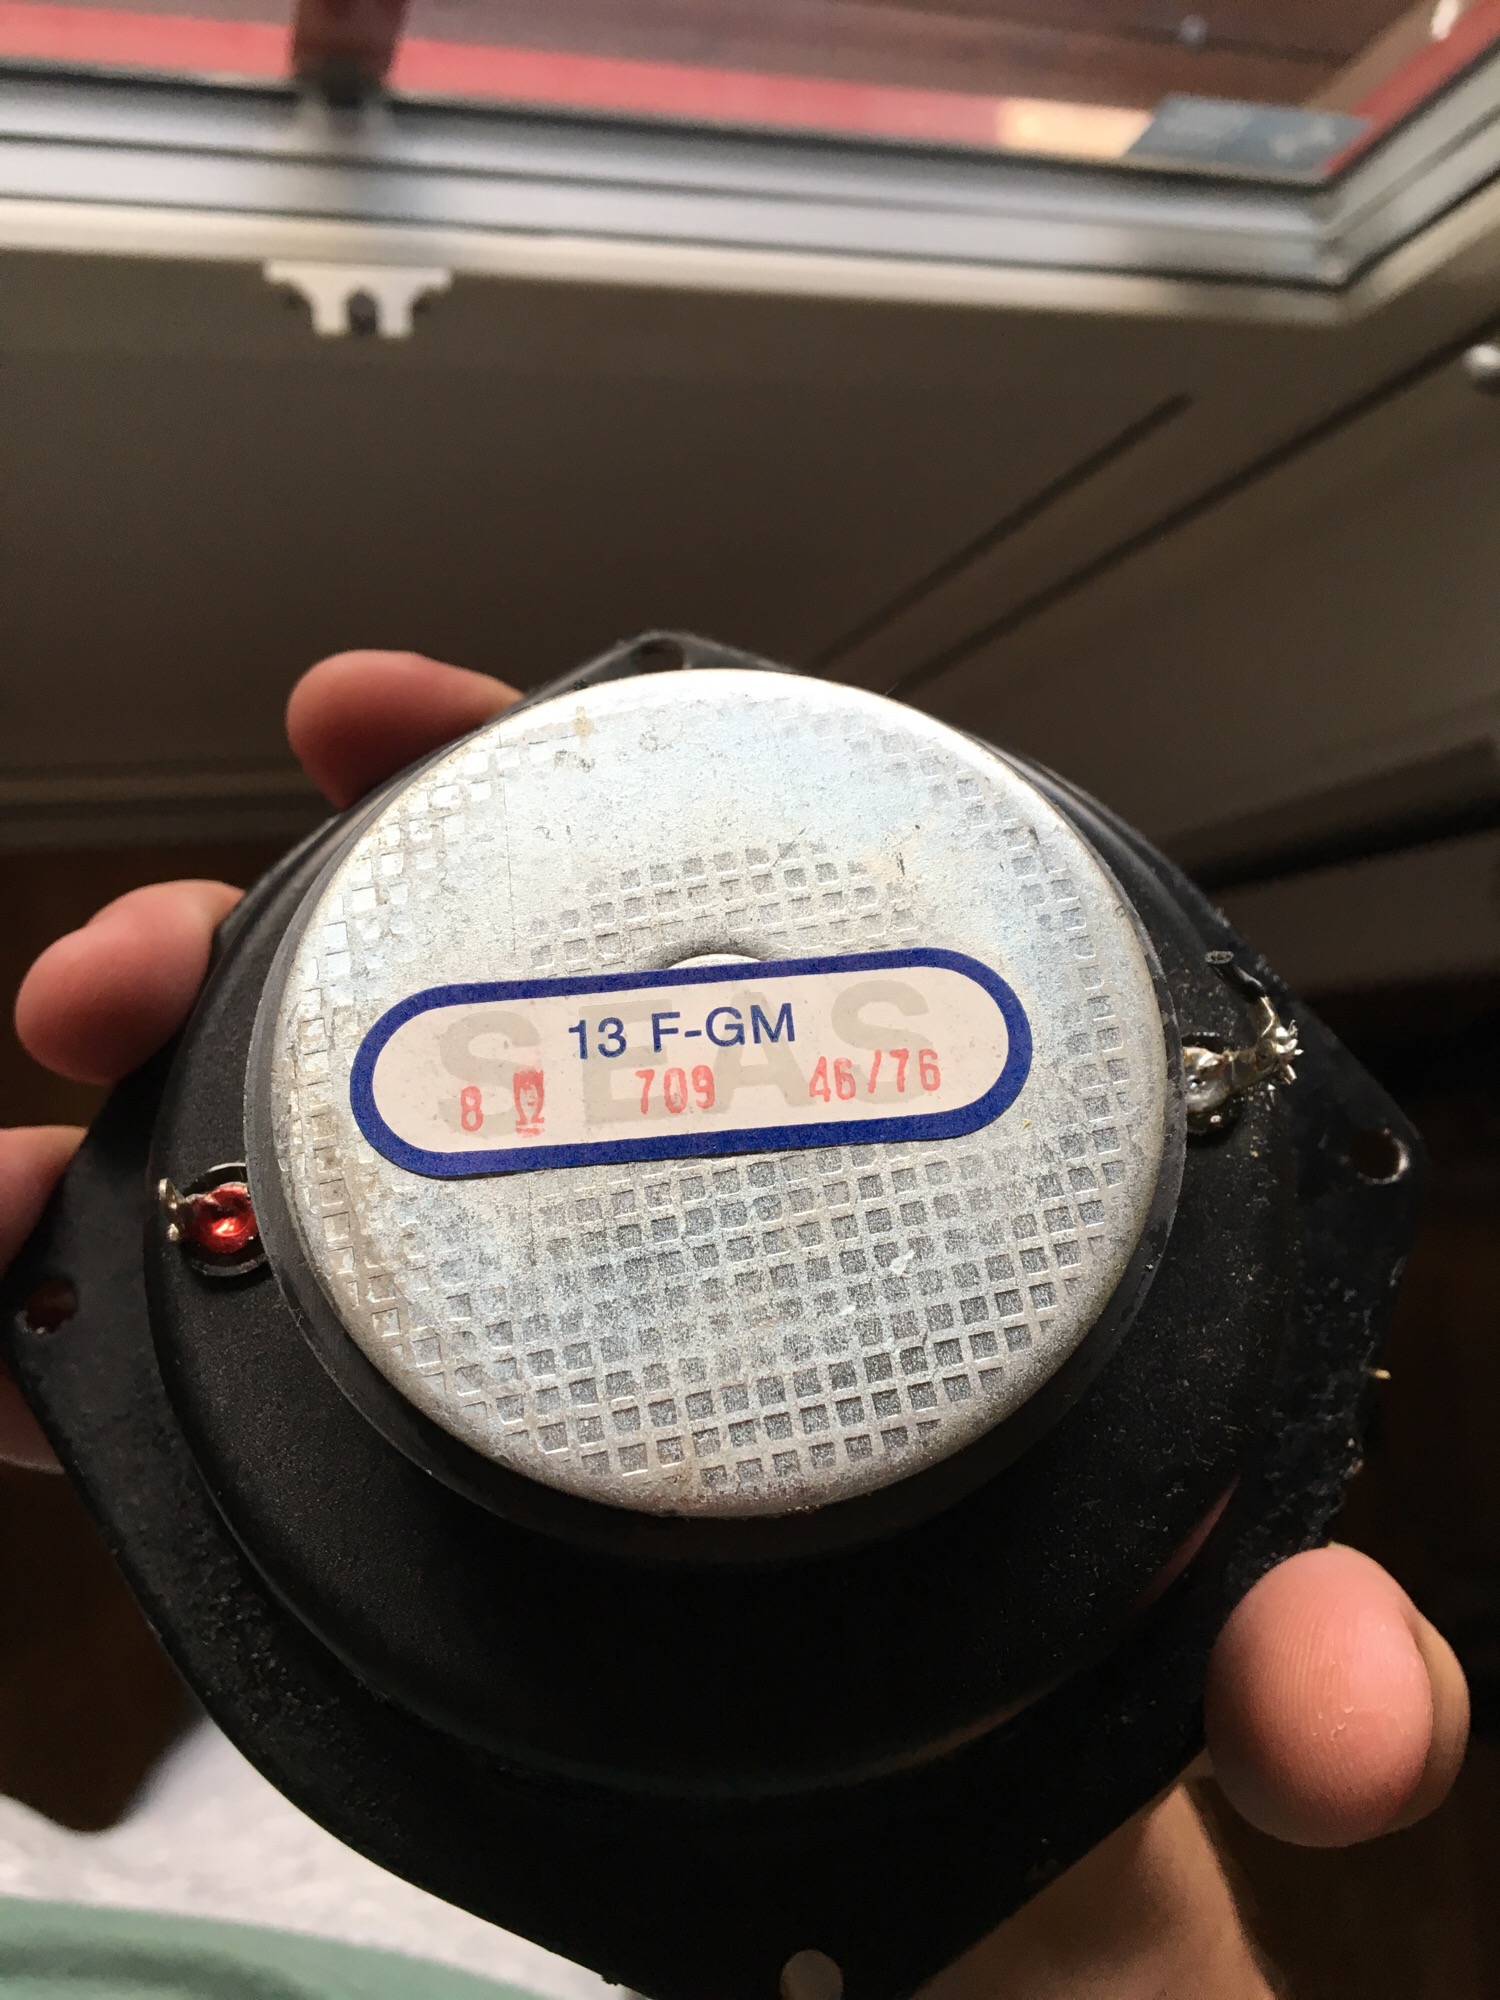 SEAS
13 F-GM
8 Ω 709 46/76